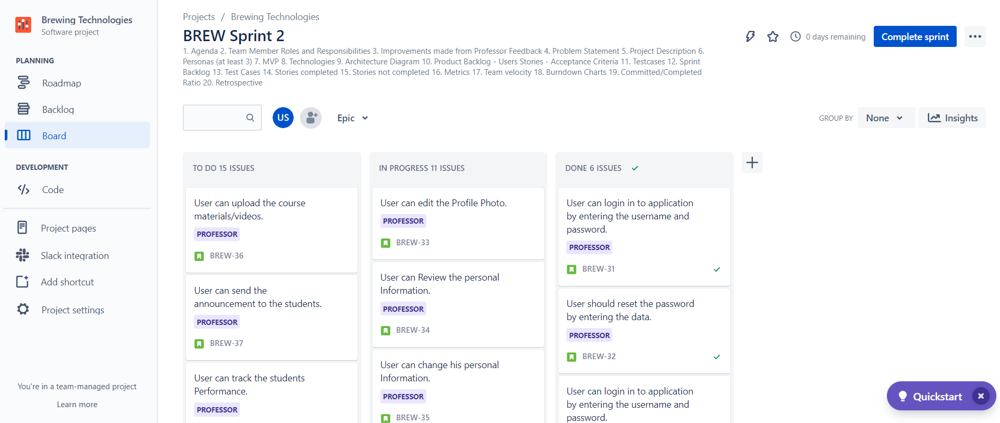 Brewing Technologies
Software project
PLANNING
Roadmap
Backlog
Board
DEVELOPMENT
Code
Project pages
Slack integration
Add shortcut
Project settings
You're in a team-managed project
Learn more
Projects / Brewing Technologies
BREW Sprint 2
0 days remaining
Complete sprint
1. Agenda 2. Team Member Roles and Responsibilities 3. Improvements made from Professor Feedback 4. Problem Statement 5. Project Description 6.
Personas (at least 3) 7. MVP 8. Technologies 9. Architecture Diagram 10. Product Backlog - Users Stories - Acceptance Criteria 11. Testcases 12. Sprint
Backlog 13. Test Cases 14. Stories completed 15. Stories not completed 16. Metrics 17. Team velocity 18. Burndown Charts 19. Committed/Completed
Ratio 20. Retrospective
US
Epic
GROUP BY
None
Insights
TO DO 15 ISSUES
User can upload the course
materials/videos.
PROFESSOR
BREW-36
User can send the
announcement to the students.
PROFESSOR
BREW-37
User can track the students
Performance.
PROFESSOR
IN PROGRESS 11 ISSUES
User can edit the Profile Photo.
PROFESSOR
BREW-33
User can Review the personal
Information.
PROFESSOR
BREW-34
User can change his personal
Information.
PROFESSOR
BREW-35
DONE 6 ISSUES
User can login in to application
by entering the username and
password.
PROFESSOR
BREW-31
User should reset the password
by entering the data.
PROFESSOR
BREW-32
User can login in to application
by entering the username and
password.
Quickstart